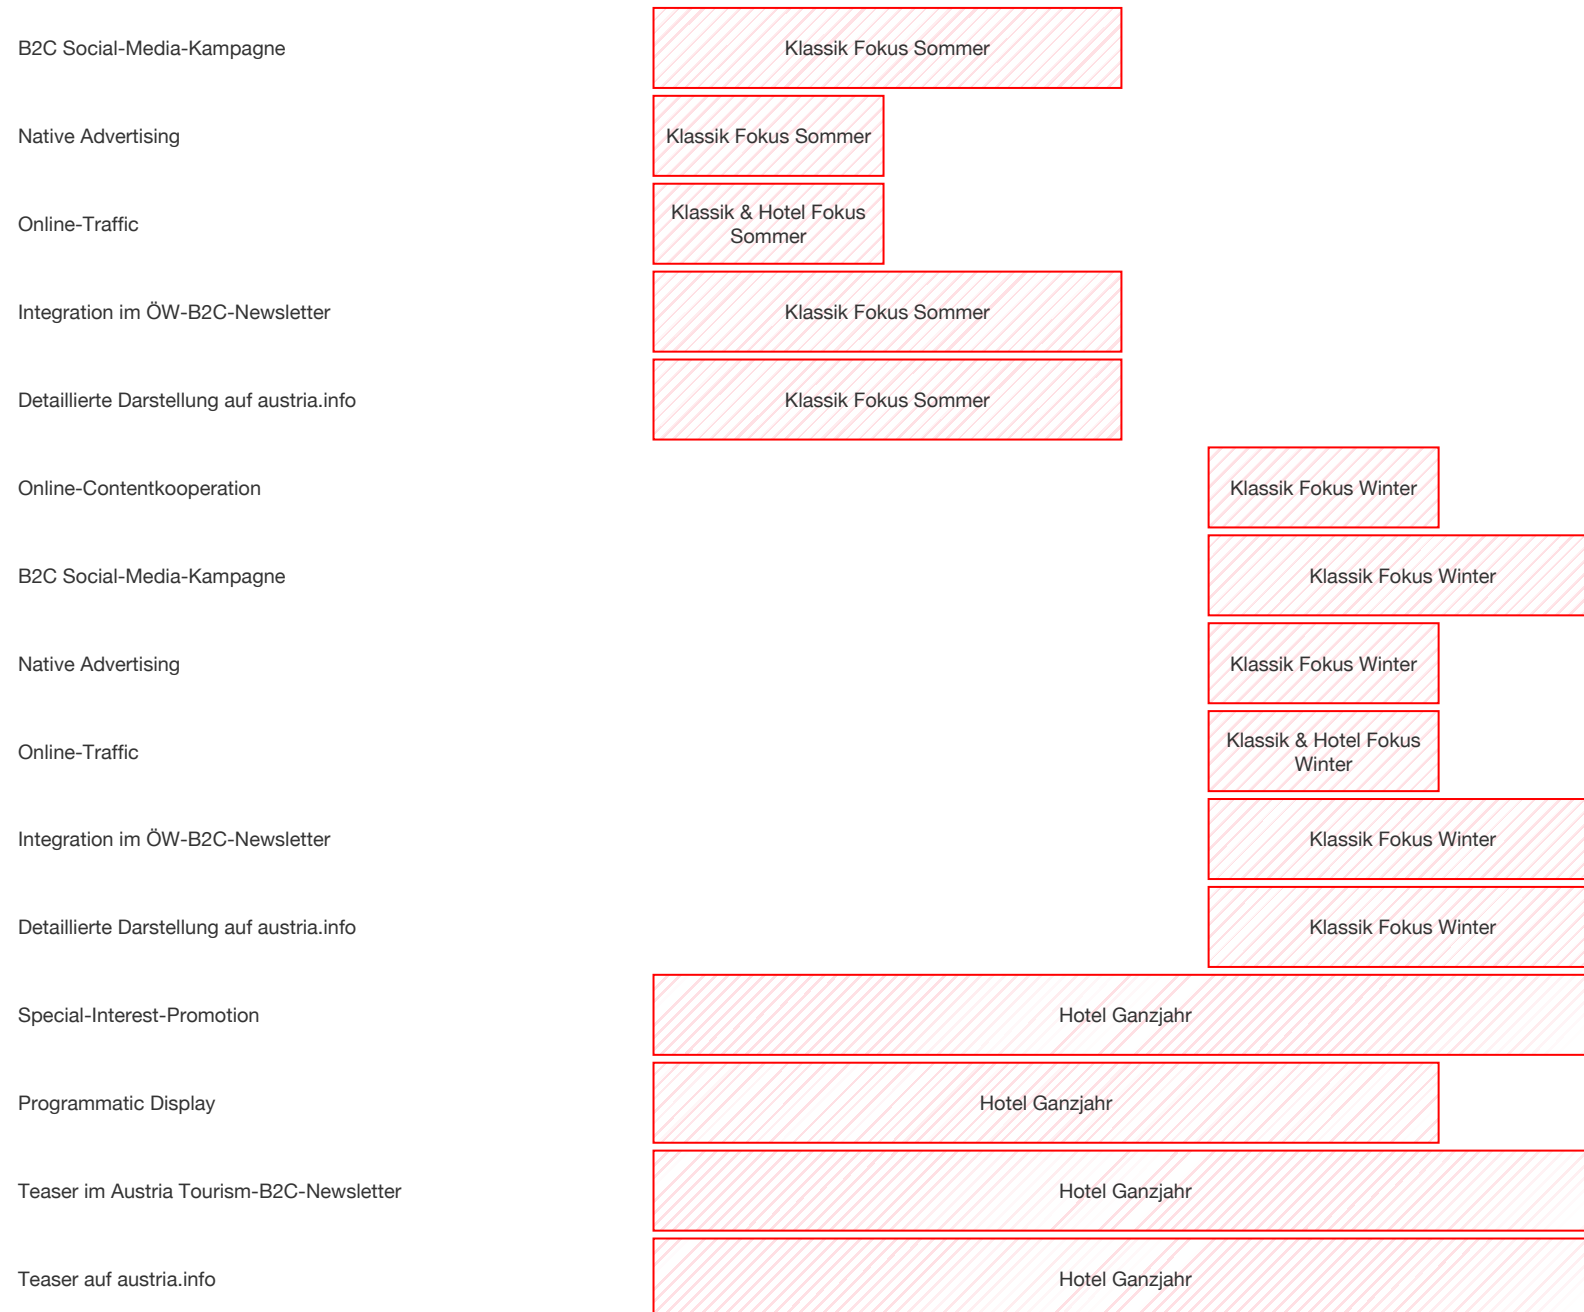 B2C Social-Media-Kampagne
Klassik Fokus Sommer
Native Advertising
Klassik Fokus Sommer
Online-Traffic
Klassik & Hotel Fokus
Sommer
Integration im ÖW-B2C-Newsletter
Klassik Fokus Sommer
Detaillierte Darstellung auf austria.info
Klassik Fokus Sommer
Online-Contentkooperation
Klassik Fokus Winter
B2C Social-Media-Kampagne
Klassik Fokus Winter
Native Advertising
Klassik Fokus Winter
Online-Traffic
Klassik & Hotel Fokus
Winter
Integration im ÖW-B2C-Newsletter
Klassik Fokus Winter
Detaillierte Darstellung auf austria.info
Klassik Fokus Winter
Special-Interest-Promotion
Hotel Ganzjahr
Programmatic Display
Hotel Ganzjahr
Teaser im Austria Tourism-B2C-Newsletter
Hotel Ganzjahr
Teaser auf austria.info
Hotel Ganzjahr